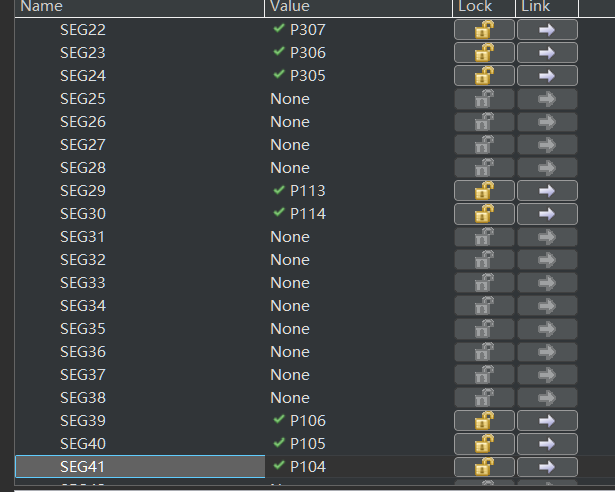 Name Value Lock Link
SEG22 P307
SEG23 P306
SEG24 P305
SEG25 None
SEG26 None
SEG27 None
SEG28 None
SEG29 P113
SEG30 P114
SEG31 None
SEG32 None
SEG33 None
SEG34 None
SEG35 None
SEG36 None
SEG37 None
SEG38 None
SEG39 P106
SEG40 P105
SEG41 P104